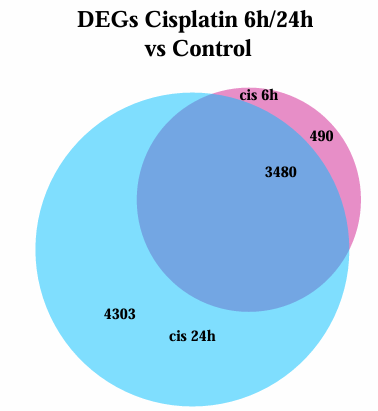 DEGs Cisplatin 6h/24h
vs Control
cis 6h
490
3480
4303
cis 24h